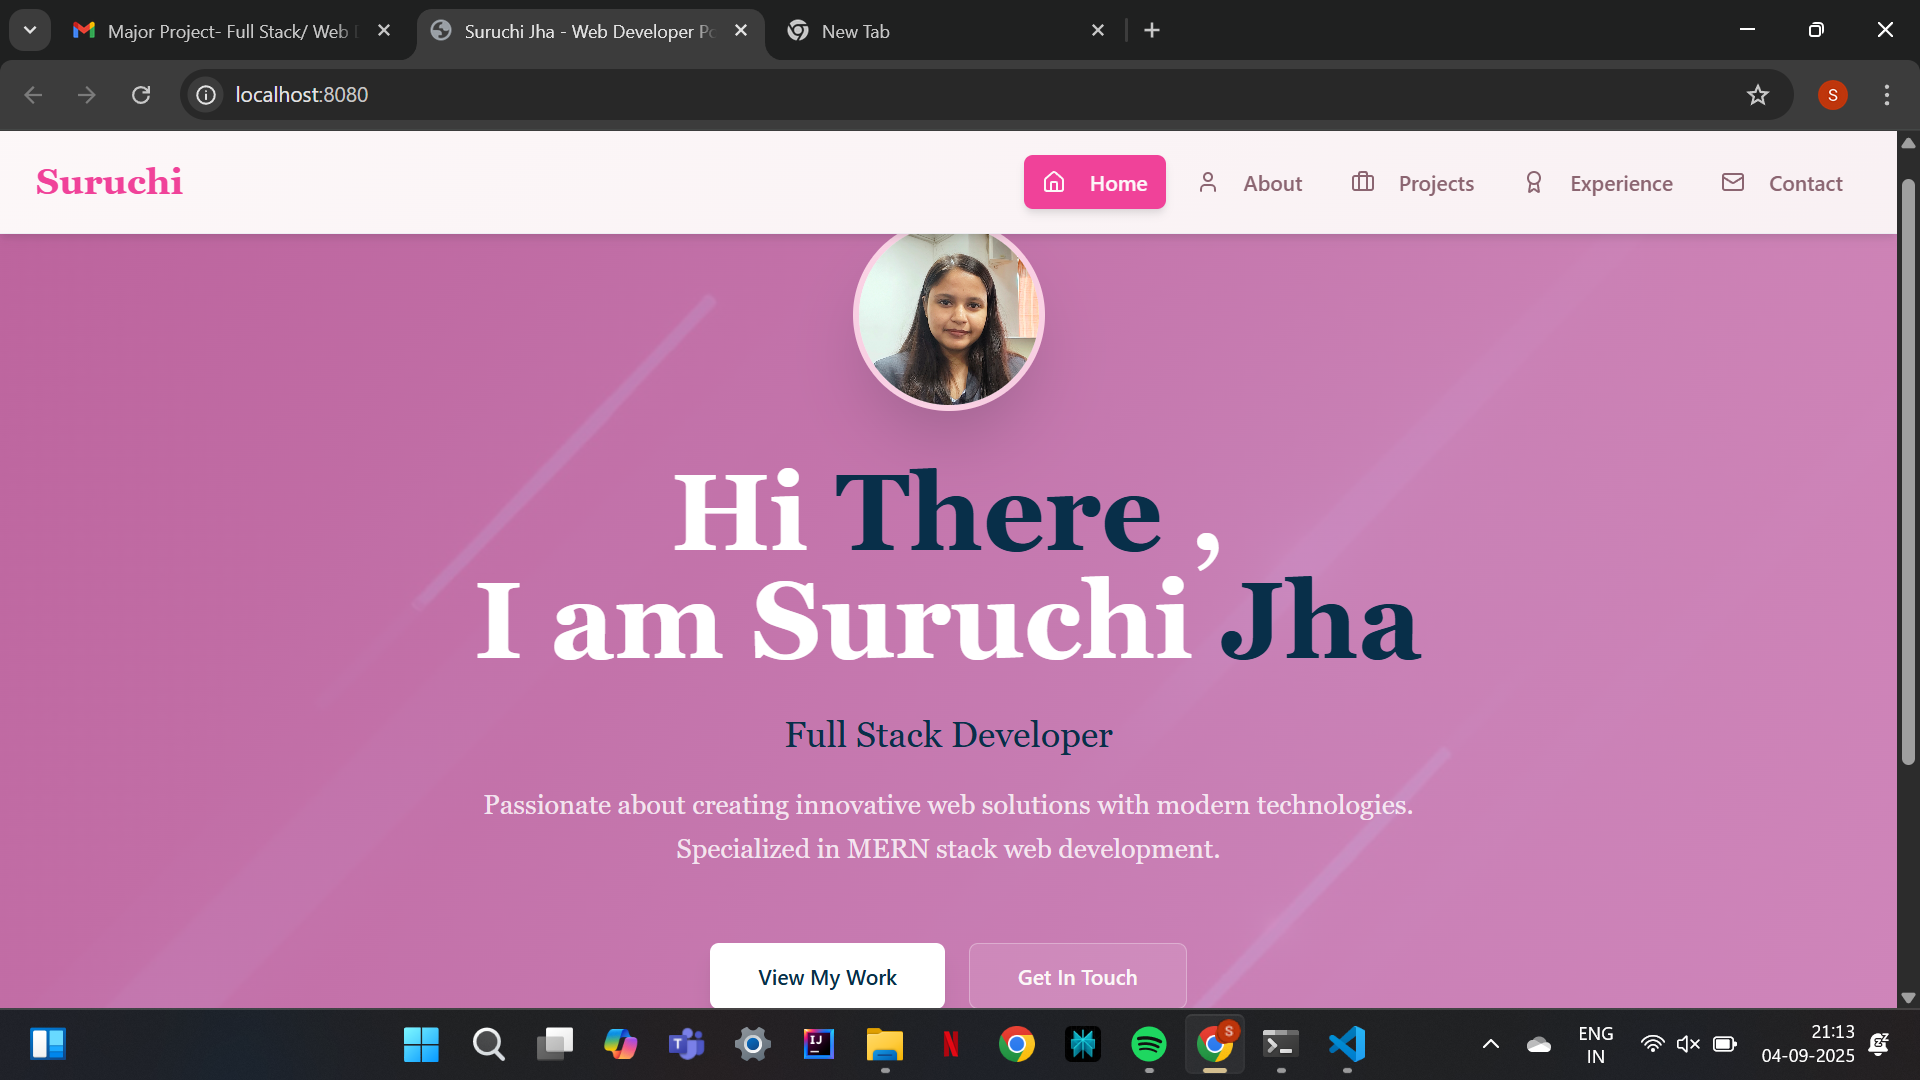 Major Project- Full Stack/ Web
Suruchi Jha - Web Developer Po
New Tab
localhost:8080
S
Suruchi
Home
About
Projects
Experience
Contact
Hi There ,
I am Suruchi Jha
Full Stack Developer
Passionate about creating innovative web solutions with modern technologies.
Specialized in MERN stack web development.
View My Work
Get In Touch
T
IJ
N
S
ENG
IN
21:13
04-09-2025